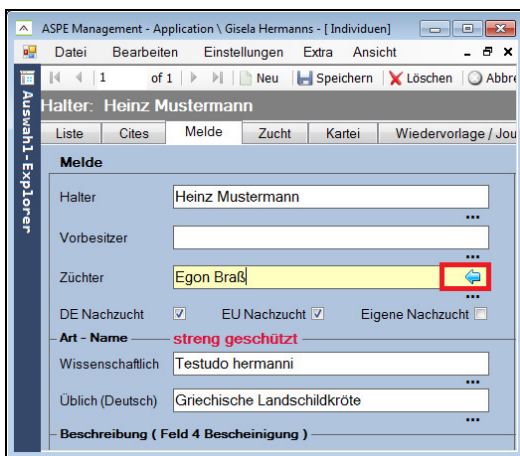 ASPE Management - Application \ Gisela Hermanns - [ Individuen]
Datei Bearbeiten Einstellungen Extra Ansicht
1 of 1 Neu Speichern Löschen Abbre
Auswahl-Explorer
Halter: Heinz Mustermann
Liste Cites Melde Zucht Kartei Wiedervorlage / Jou
Melde
Halter Heinz Mustermann
...
Vorbesitzer
...
Züchter Egon Braß
...
DE Nachzucht EU Nachzucht Eigene Nachzucht
Art - Name streng geschützt
Wissenschaftlich Testudo hermanni
...
Üblich (Deutsch) Griechische Landschildkröte
...
Beschreibung ( Feld 4 Bescheinigung )